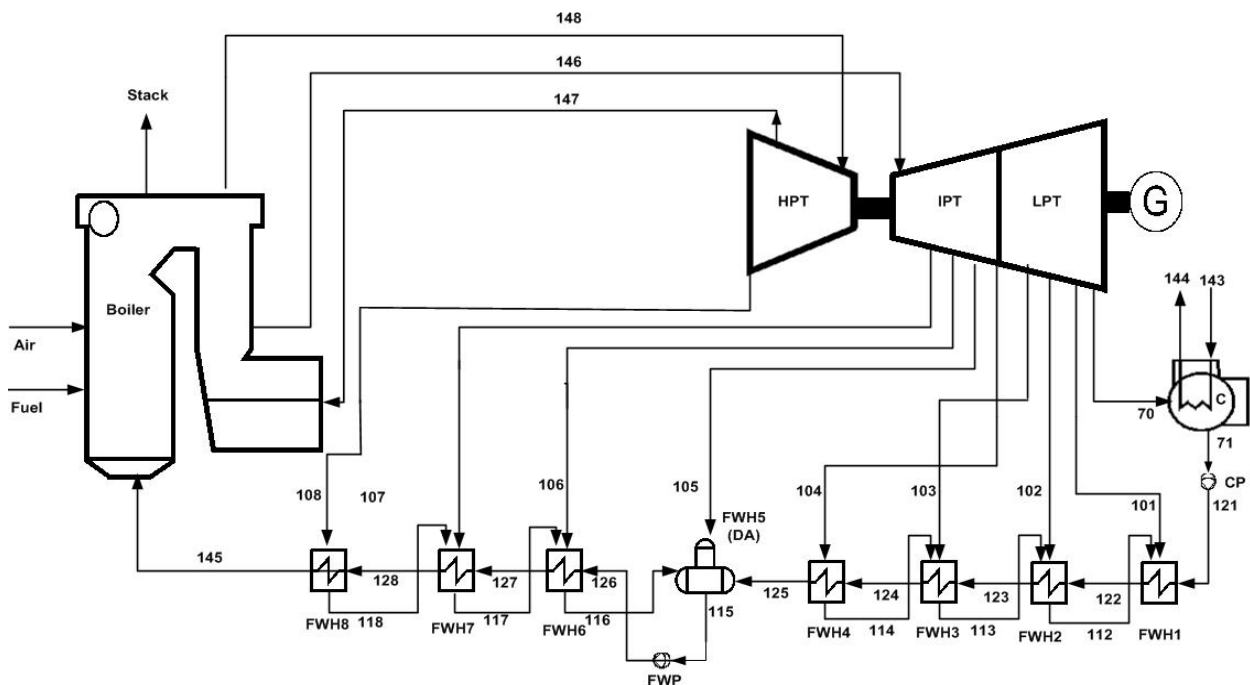 148
146
Stack
147
HPT
IPT
LPT
G
144
143
Boiler
Air
Fuel
C
70
71
108
107
106
105
104
103
102
101
CP
121
FWH5
(DA)
145
128
127
126
125
124
123
122
118
117
116
115
114
113
112
FWH8
FWH7
FWH6
FWH4
FWH3
FWH2
FWH1
FWP